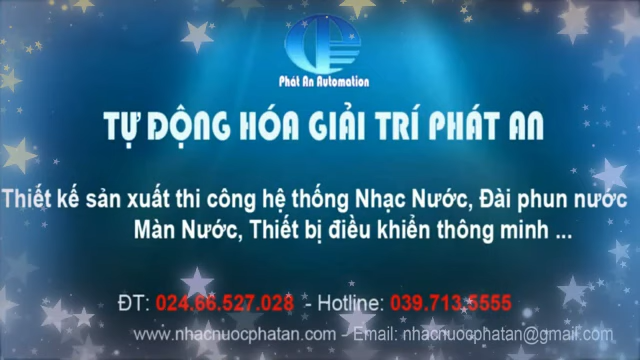 Phát An Automation
TỰ ĐỘNG HÓA GIẢI TRÍ PHÁT AN
Thiết kế sản xuất thi công hệ thống Nhạc Nước, Đài phun nước
Màn Nước, Thiết bị điều khiển thông minh ...
ĐT: 024.66.527.028 - Hotline: 039.713.5555
www.nhacnuocphatan.com - Email: nhacnuocphatan@gmail.com